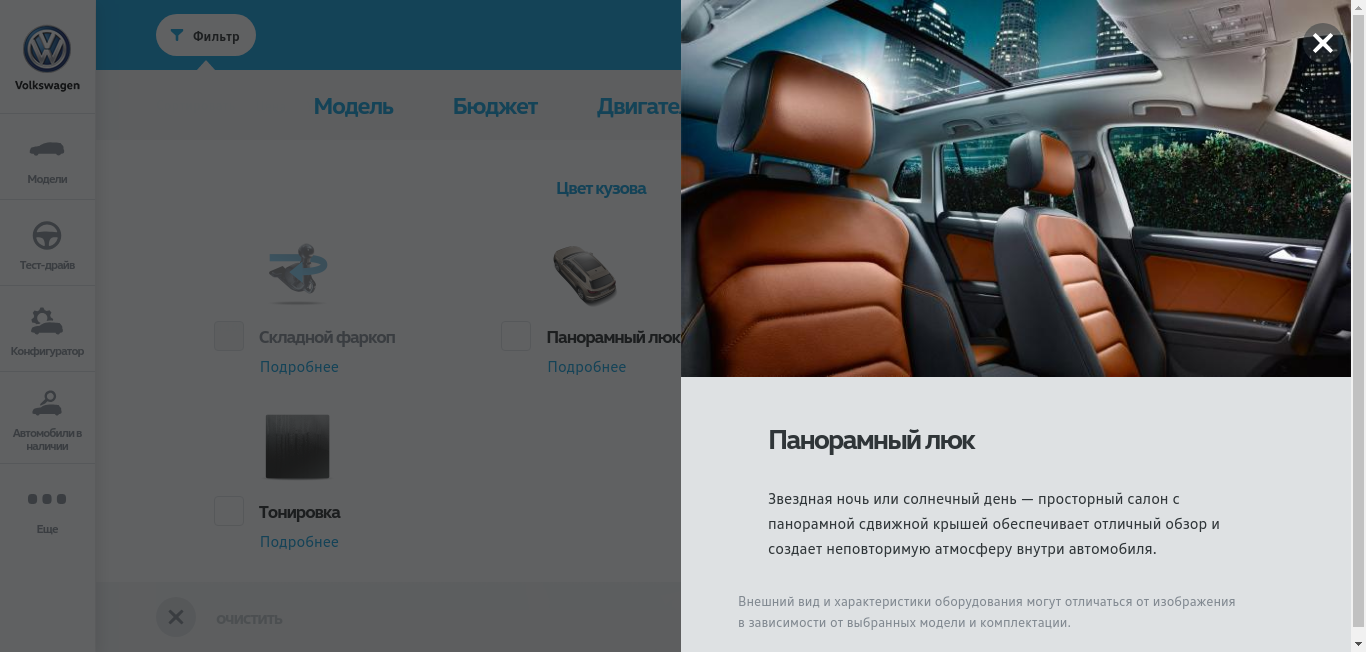 Volkswagen
Модели
Тест-драйв
Конфигуратор
Автомобили в
наличии
Еще
Фильтр
Модель
Бюджет
Двигате
Цвет кузова
Складной фаркоп
Подробнее
Панорамный люк
Подробнее
Тонировка
Подробнее
ОЧИСТИТЬ
Панорамный люк
Звездная ночь или солнечный день — просторный салон с
панорамной сдвижной крышей обеспечивает отличный обзор и
создает неповторимую атмосферу внутри автомобиля.
Внешний вид и характеристики оборудования могут отличаться от изображения
в зависимости от выбранных модели и комплектации.